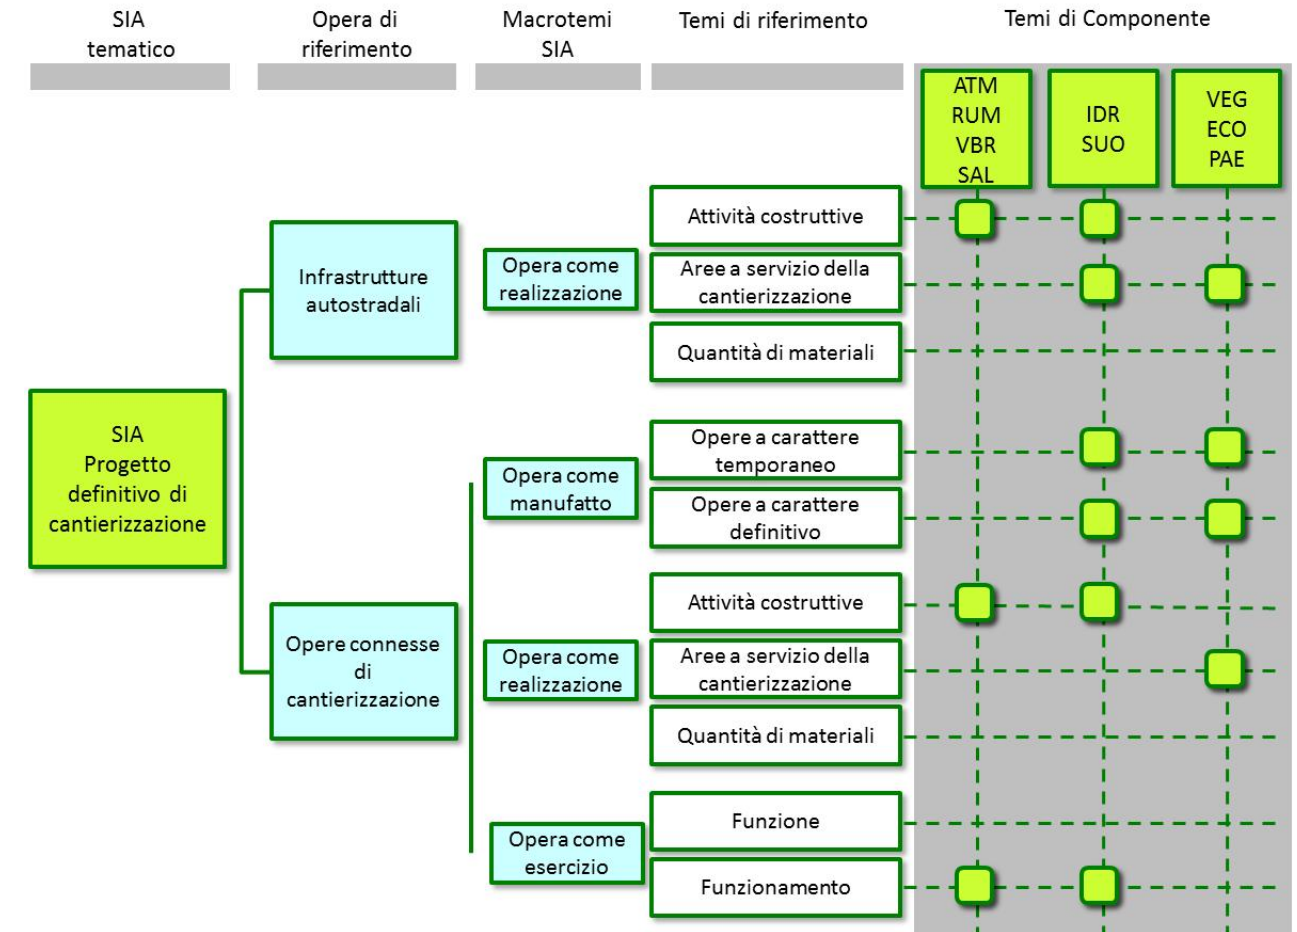 SIA
tematico
Opera di
riferimento
Macrotemi
SIA
Temi di riferimento
Temi di Componente
ATM
RUM
VBR
SAL
IDR
SUO
VEG
ECO
PAE
Infrastrutture
autostradali
Opera come
realizzazione
Attività costruttive
Aree a servizio della
cantierizzazione
Quantità di materiali
SIA
Progetto
definitivo di
cantierizzazione
Opere connesse
di
cantierizzazione
Opera come
manufatto
Opere a carattere
temporaneo
Opere a carattere
definitivo
Opera come
realizzazione
Attività costruttive
Aree a servizio della
cantierizzazione
Quantità di materiali
Opera come
esercizio
Funzione
Funzionamento